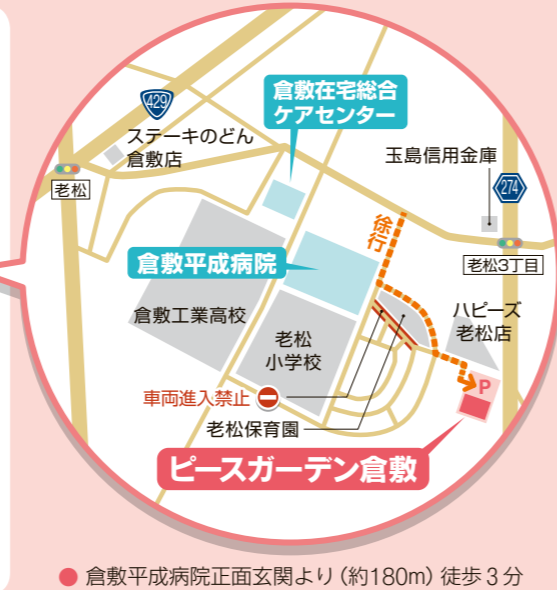 429
倉敷在宅総合
ケアセンター
ステーキのどん
倉敷店
玉島信用金庫
老松
274
徐行
老松3丁目
倉敷平成病院
倉敷工業高校
老松
小学校
ハピーズ
老松店
車両進入禁止
P
老松保育園
ピースガーデン倉敷
● 倉敷平成病院正面玄関より(約180m)徒歩3分